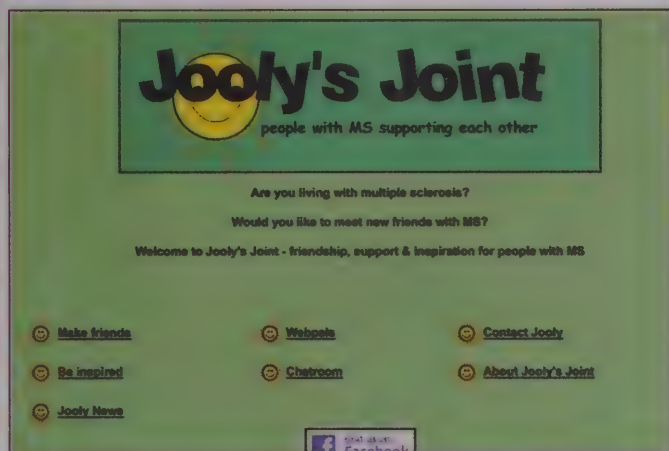 Jooly's Joint
people with MS supporting each other
Are you living with multiple sclerosis?
Would you like to meet new friends with MS?
Welcome to Jooly's Joint - friendship, support & inspiration for people with MS
Make friends
Webpals
Contact Jooly
Be inspired
Chatroom
About Jooly's Joint
Jooly News
Facebook